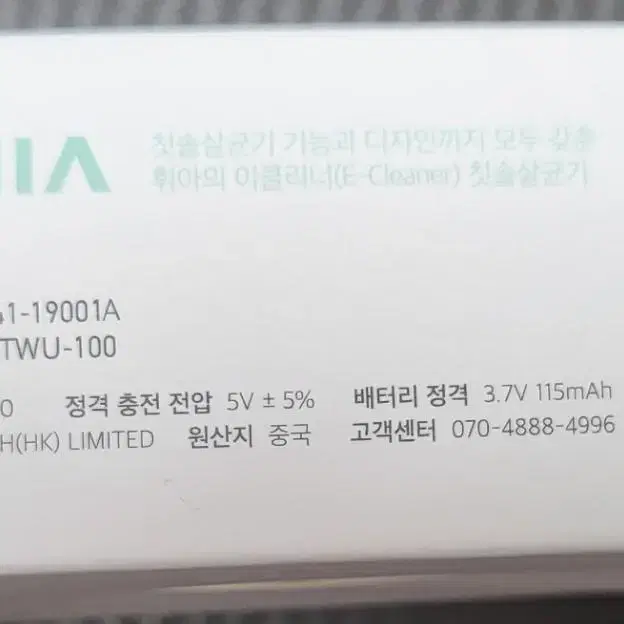 칫솔살균기 기능과 디자인까지 모두 갖춘
IIA 휘아의 이클리너(E-Cleaner) 칫솔살균기
41-19001A
TWU-100
0 정격 충전 전압 5V ± 5% 배터리 정격 3.7V 115mAh
H(HK) LIMITED 원산지 중국 고객센터 070-4888-4996